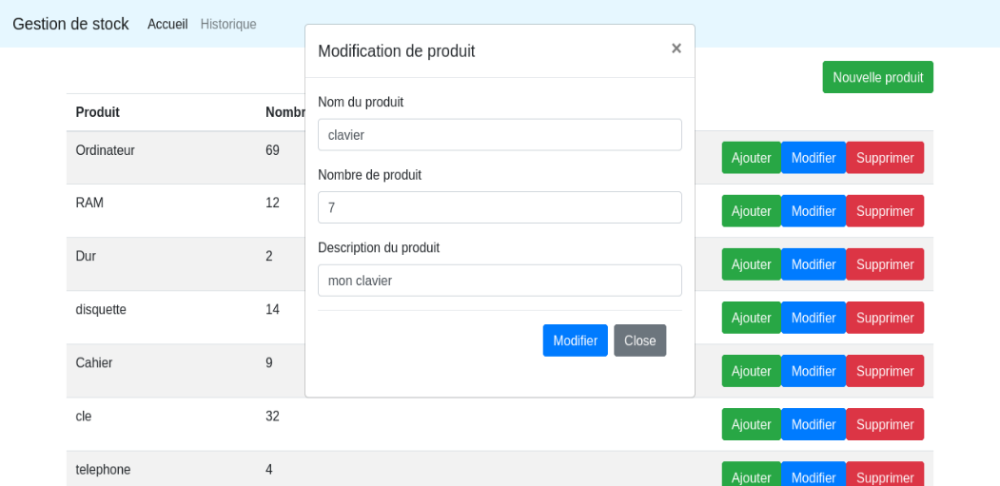 Gestion de stock Accueil Historique
Modification de produit ×
Nouvelle produit
Produit Nombr
Nom du produit
clavier
Nombre de produit
7
Description du produit
mon clavier
Modifier Close
Ordinateur 69 Ajouter Modifier Supprimer
RAM 12 Ajouter Modifier Supprimer
Dur 2 Ajouter Modifier Supprimer
disquette 14 Ajouter Modifier Supprimer
Cahier 9 Ajouter Modifier Supprimer
cle 32 Ajouter Modifier Supprimer
telephone 4 Ajouter Modifier Supprimer